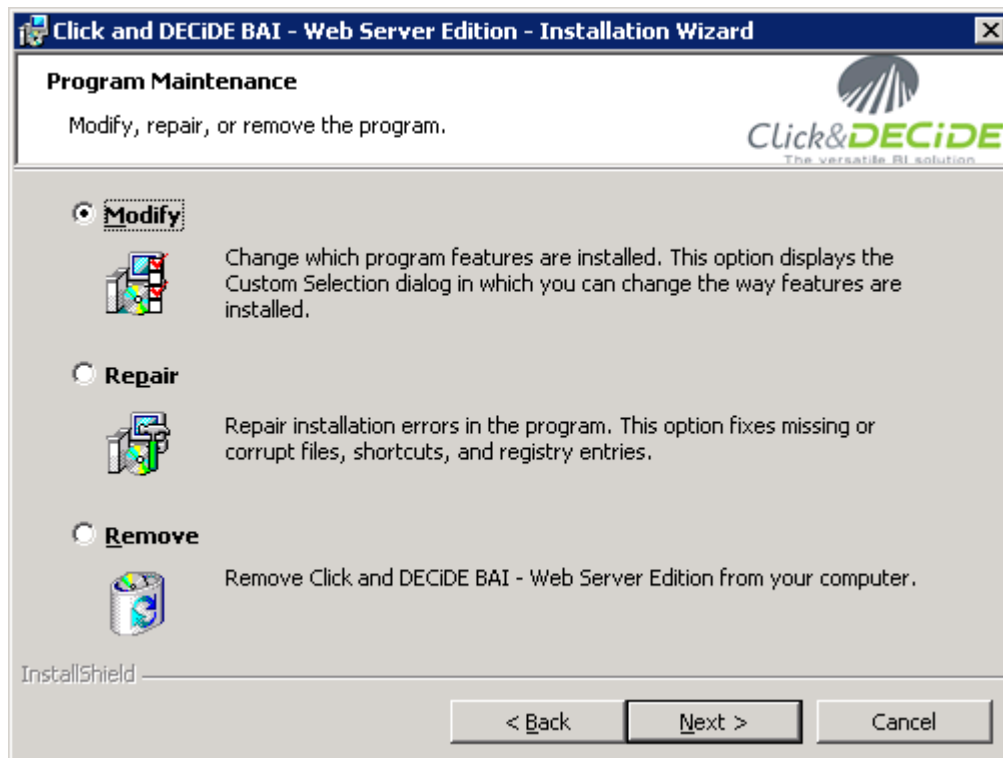 Click and DECiDE BAI - Web Server Edition - Installation Wizard
Program Maintenance
Modify, repair, or remove the program.
Click&DECiDE
The versatile BI solution
Modify
Change which program features are installed. This option displays the
Custom Selection dialog in which you can change the way features are
installed.
Repair
Repair installation errors in the program. This option fixes missing or
corrupt files, shortcuts, and registry entries.
Remove
Remove Click and DECiDE BAI - Web Server Edition from your computer.
InstallShield
< Back
Next >
Cancel